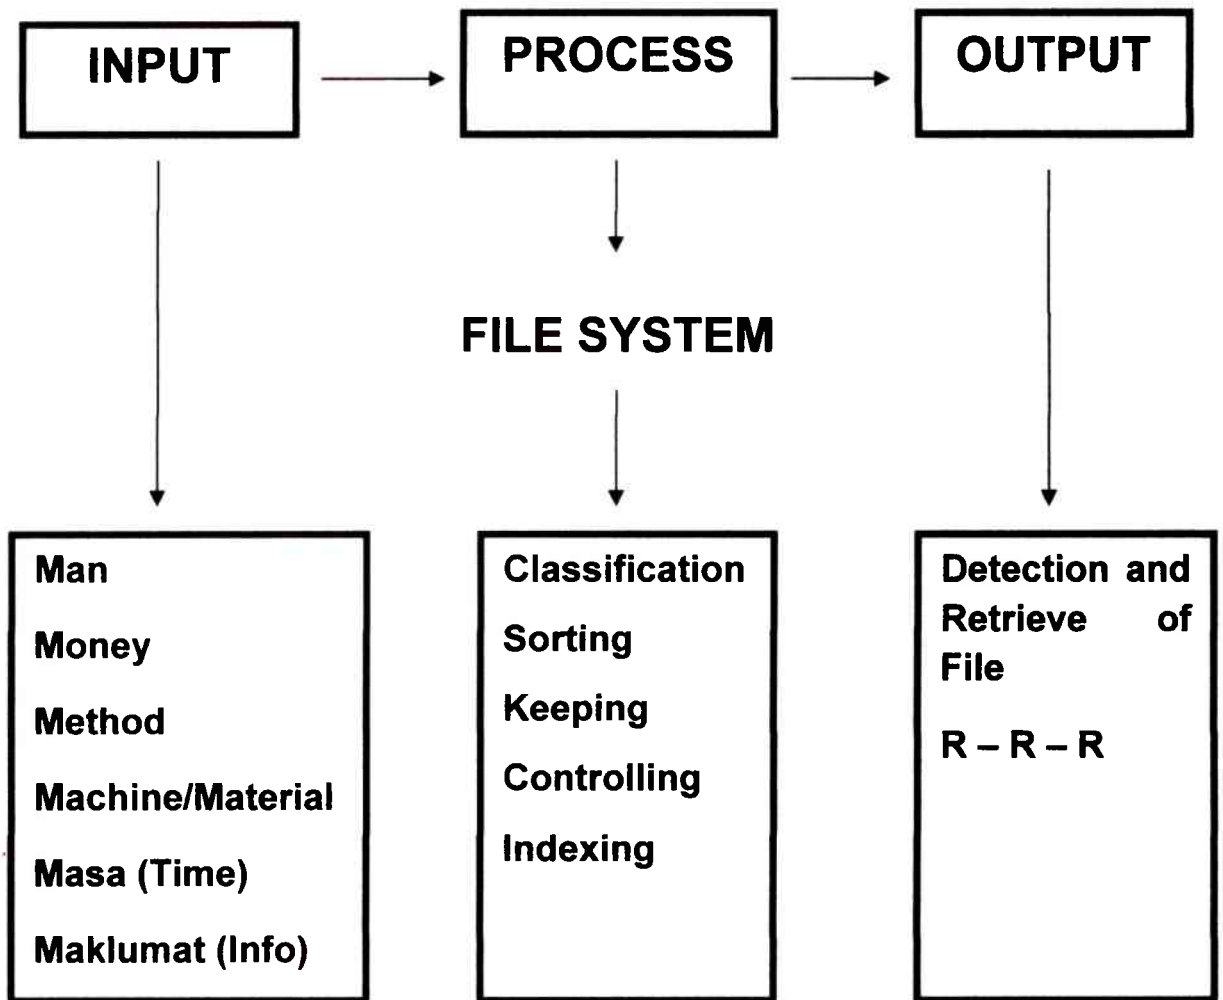 INPUT
PROCESS
OUTPUT
FILE SYSTEM
Man
Money
Method
Machine/Material
Masa (Time)
Maklumat (Info)
Classification
Sorting
Keeping
Controlling
Indexing
Detection and
Retrieve of
File
R – R – R